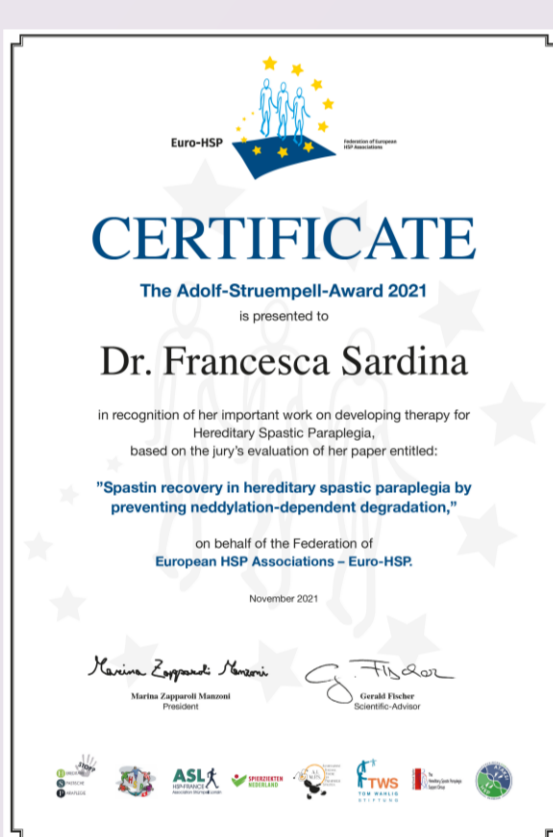 Euro-HSP
Federation of European
HSP Associations
CERTIFICATE
The Adolf-Struempell-Award 2021
is presented to
Dr. Francesca Sardina
in recognition of her important work on developing therapy for
Hereditary Spastic Paraplegia,
based on the jury's evaluation of her paper entitled:
"Spastin recovery in hereditary spastic paraplegia by
preventing neddylation-dependent degradation,"
on behalf of the Federation of
European HSP Associations – Euro-HSP.
November 2021
Marina Zapparoli Manzoni
G. Fischer
Marina Zapparoli Manzoni
President
Gerald Fischer
Scientific-Advisor
ASL
HSP-FRANCE
SPIERZIEKTEN
NEDERLAND
TWS
TOM WAHLIG
STIFTUNG